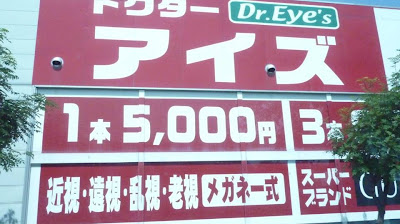 ドクター Dr.Eye's
アイズ
1本5,000円 3本
近視・遠視・乱視・老視 メガネ一式
スーパー
ブランド